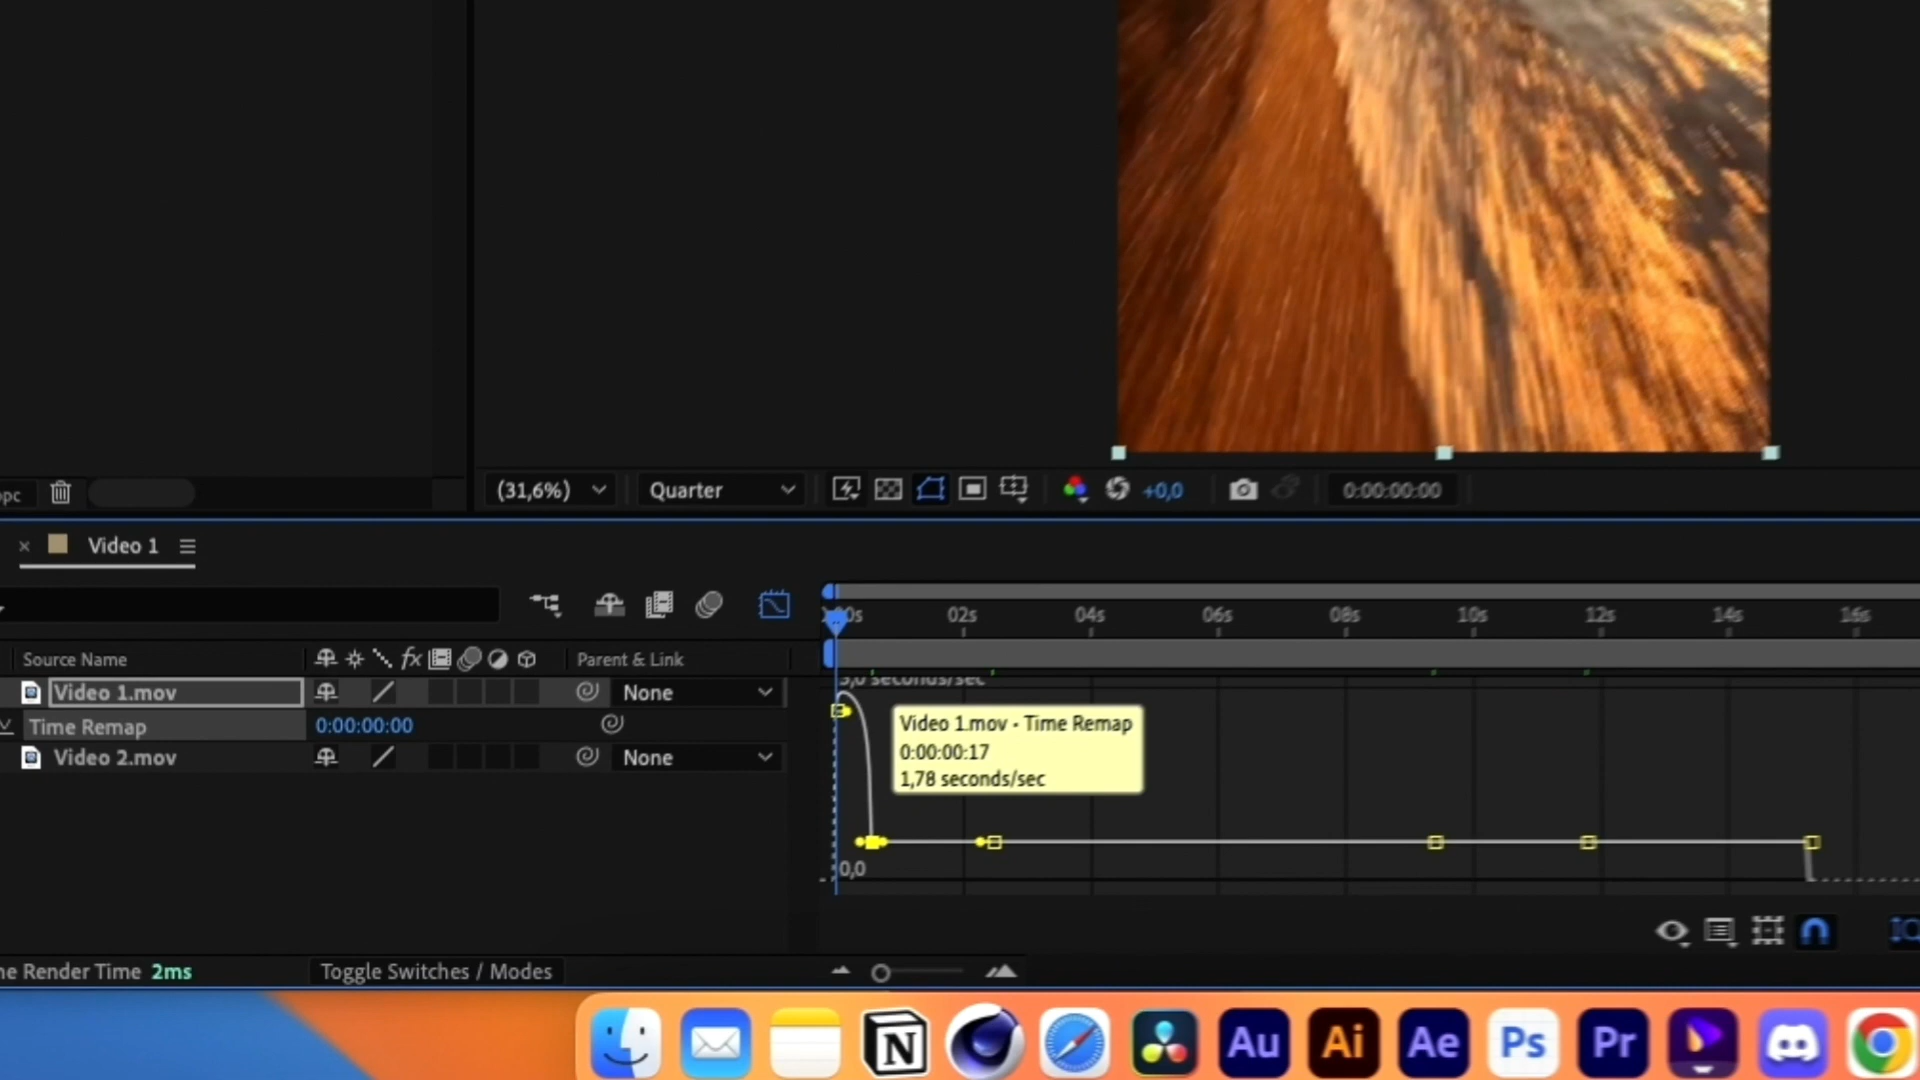 (31,6%)
Quarter
+0,0
0:00:00:00
Video 1
02s
04s
06s
08s
10s
12s
14s
16s
Source Name
fx
Parent & Link
3,0 seconds/sec
Video 1.mov
None
Time Remap
0:00:00:00
Video 2.mov
None
Video 1.mov - Time Remap
0:00:00:17
1,78 seconds/sec
0,0
Render Time 2ms
Toggle Switches / Modes
N
Au
Ai
Ae
Ps
Pr